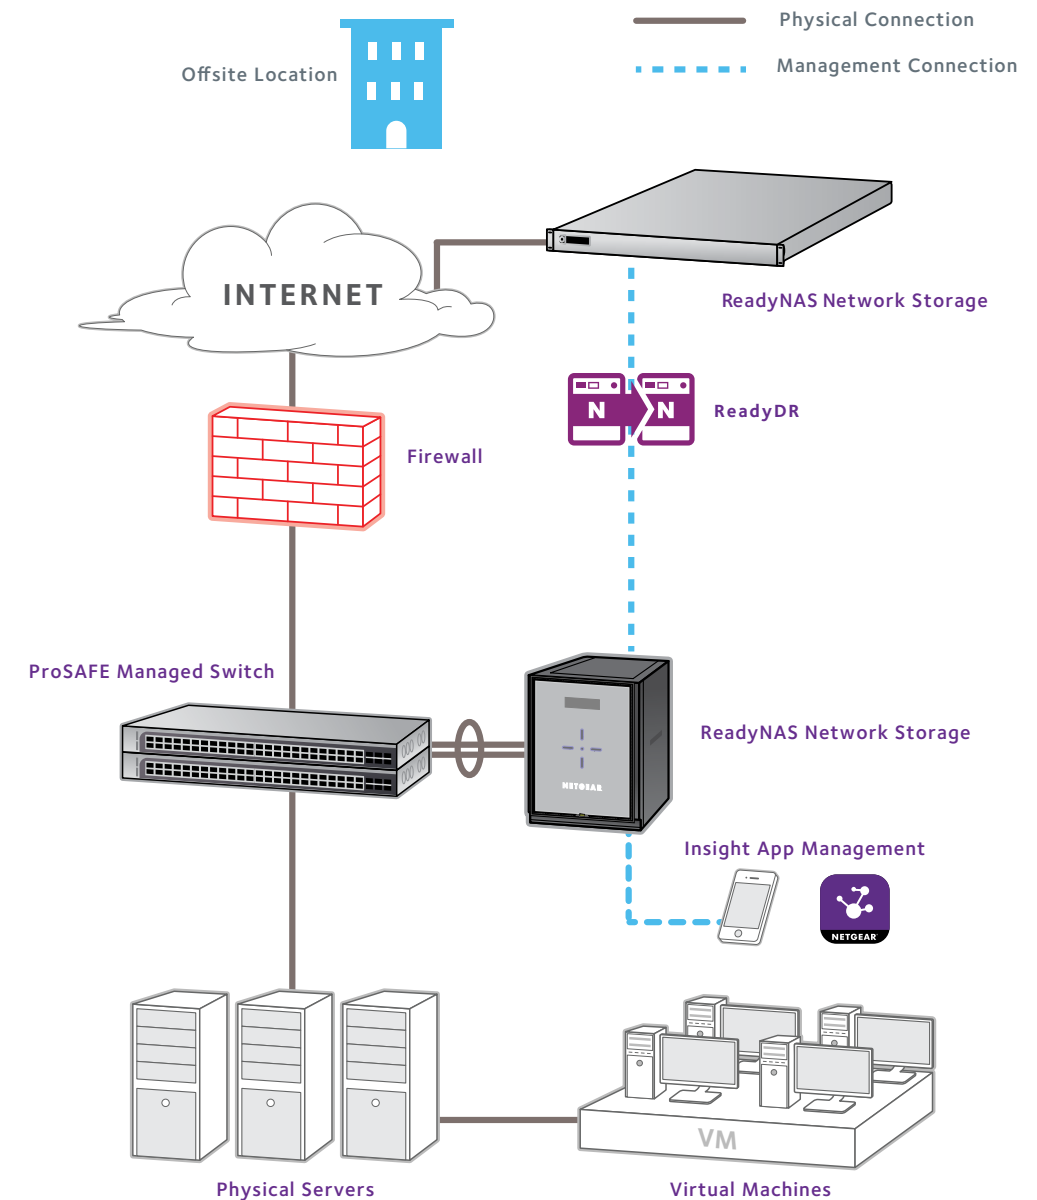 Physical Connection
Offsite Location
Management Connection
INTERNET
ReadyNAS Network Storage
N N
ReadyDR
Firewall
ProSAFE Managed Switch
ReadyNAS Network Storage
NETGEAR
Insight App Management
NETGEAR
VM
Physical Servers
Virtual Machines